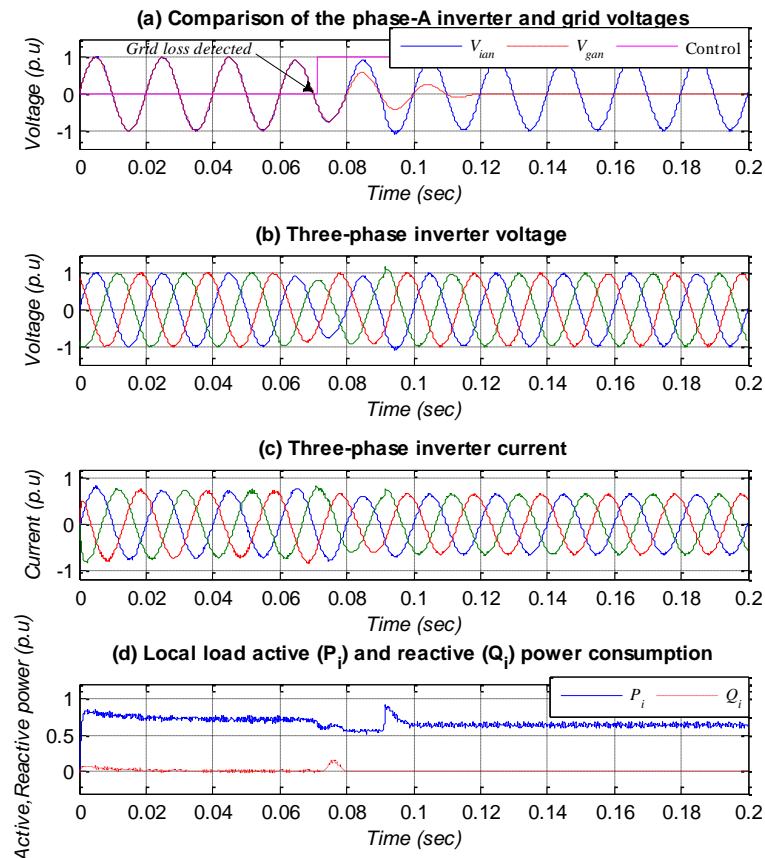 (a) Comparison of the phase-A inverter and grid voltages
Grid loss detected
V_ian V_gan Control
Voltage (p.u)
1
0
-1
0 0.02 0.04 0.06 0.08 0.1 0.12 0.14 0.16 0.18 0.2
Time (sec)
(b) Three-phase inverter voltage
Voltage (p.u)
1
0
-1
0 0.02 0.04 0.06 0.08 0.1 0.12 0.14 0.16 0.18 0.2
Time (sec)
(c) Three-phase inverter current
Current (p.u)
1
0
-1
0 0.02 0.04 0.06 0.08 0.1 0.12 0.14 0.16 0.18 0.2
Time (sec)
(d) Local load active (P_i) and reactive (Q_i) power consumption
P_i Q_i
Active,Reactive power (p.u)
1
0.5
0
0 0.02 0.04 0.06 0.08 0.1 0.12 0.14 0.16 0.18 0.2
Time (sec)